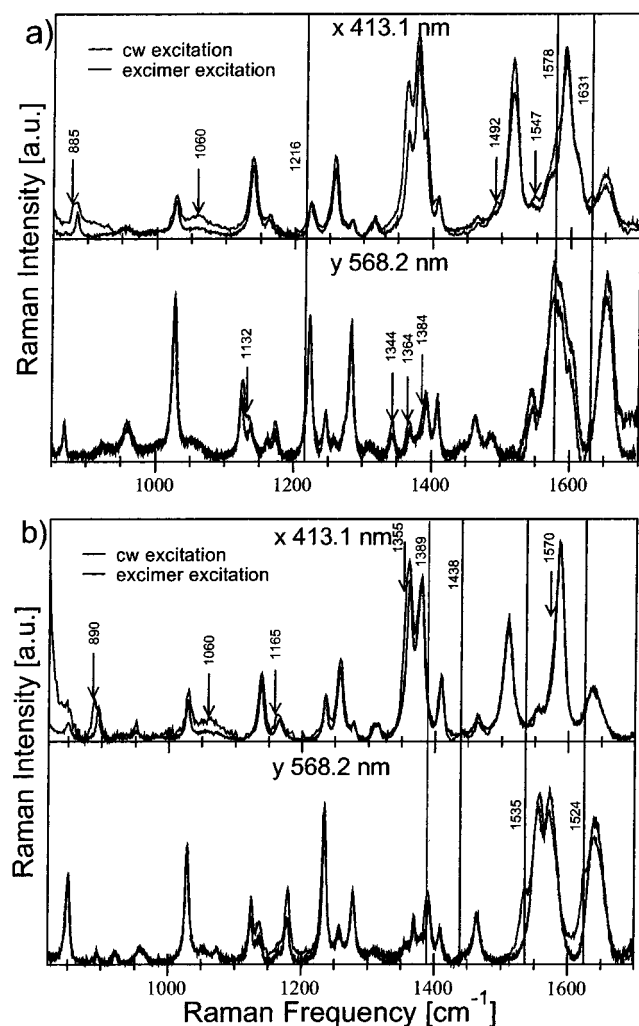 a)
x 413.1 nm
cw excitation
excimer excitation
885
1060
1216
1492
1547
1578
1631
y 568.2 nm
1132
1344
1364
1384
1000
1200
1400
1600
Raman Intensity [a.u.]
b)
x 413.1 nm
cw excitation
excimer excitation
890
1060
1165
1355
1389
1438
1570
y 568.2 nm
1535
1524
1000
1200
1400
1600
Raman Intensity [a.u.]
Raman Frequency [cm⁻¹]